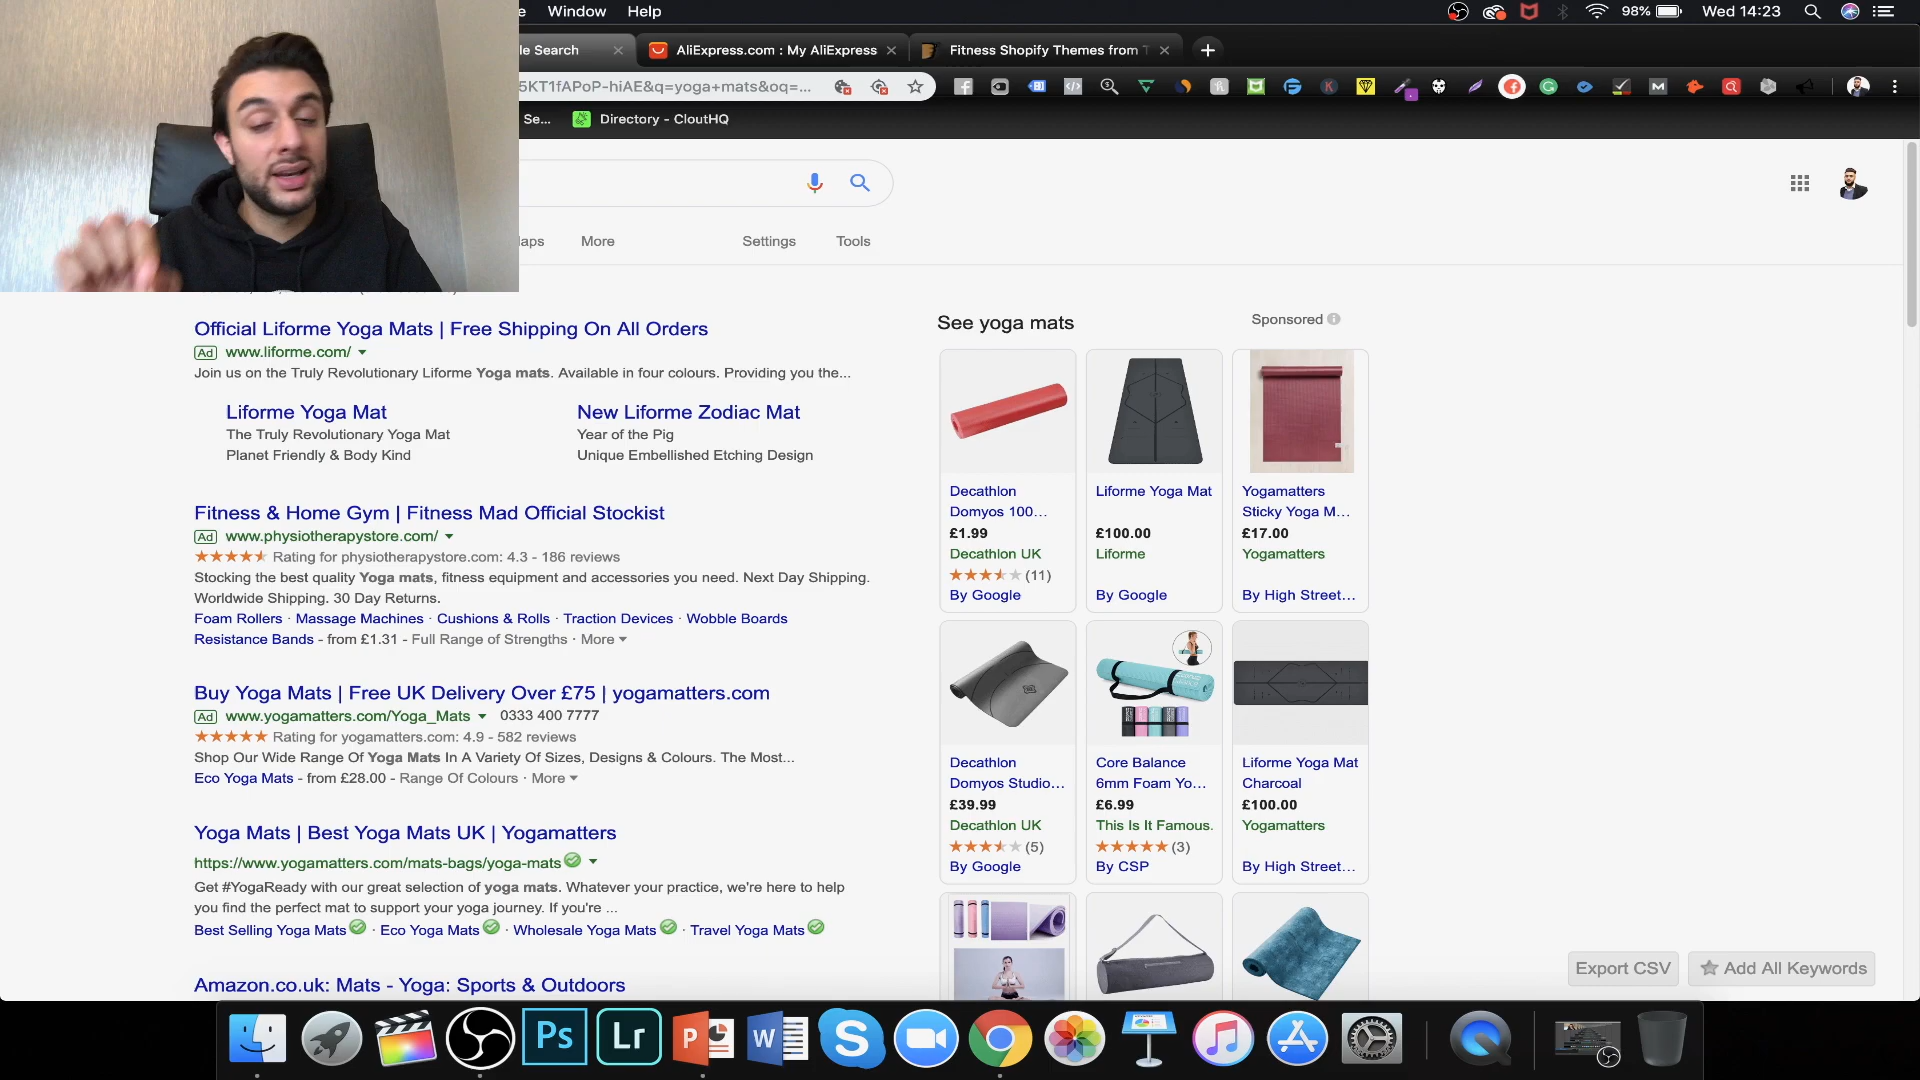 Window Help
98% Wed 14:23
le Search
AliExpress.com : My AliExpress
Fitness Shopify Themes from
5KT1fAPoP-hiAE&q=yoga+mats&oq=...
Se...
Directory - CloutHQ
laps
More
Settings
Tools
See yoga mats
Sponsored
Official Liforme Yoga Mats | Free Shipping On All Orders
Ad www.liforme.com/
Join us on the Truly Revolutionary Liforme Yoga mats. Available in four colours. Providing you the...
Liforme Yoga Mat
The Truly Revolutionary Yoga Mat
Planet Friendly & Body Kind
New Liforme Zodiac Mat
Year of the Pig
Unique Embellished Etching Design
Fitness & Home Gym | Fitness Mad Official Stockist
Ad www.physiotherapystore.com/
Rating for physiotherapystore.com: 4.3 - 186 reviews
Stocking the best quality Yoga mats, fitness equipment and accessories you need. Next Day Shipping.
Worldwide Shipping. 30 Day Returns.
Foam Rollers · Massage Machines · Cushions & Rolls · Traction Devices · Wobble Boards
Resistance Bands - from £1.31 - Full Range of Strengths · More
Buy Yoga Mats | Free UK Delivery Over £75 | yogamatters.com
Ad www.yogamatters.com/Yoga_Mats 0333 400 7777
Rating for yogamatters.com: 4.9 - 582 reviews
Shop Our Wide Range Of Yoga Mats In A Variety Of Sizes, Designs & Colours. The Most...
Eco Yoga Mats - from £28.00 - Range Of Colours · More
Yoga Mats | Best Yoga Mats UK | Yogamatters
https://www.yogamatters.com/mats-bags/yoga-mats
Get #YogaReady with our great selection of yoga mats. Whatever your practice, we're here to help
you find the perfect mat to support your yoga journey. If you're ...
Best Selling Yoga Mats · Eco Yoga Mats · Wholesale Yoga Mats · Travel Yoga Mats
Amazon.co.uk: Mats - Yoga: Sports & Outdoors
Decathlon
Domyos 100...
£1.99
Decathlon UK
(11)
By Google
Liforme Yoga Mat
£100.00
Liforme
By Google
Yogamatters
Sticky Yoga M...
£17.00
Yogamatters
By High Street...
Decathlon
Domyos Studio...
£39.99
Decathlon UK
(5)
By Google
Core Balance
6mm Foam Yo...
£6.99
This Is It Famous.
(3)
By CSP
Liforme Yoga Mat
Charcoal
£100.00
Yogamatters
By High Street...
Export CSV
Add All Keywords
Ps
Lr
P
W
S